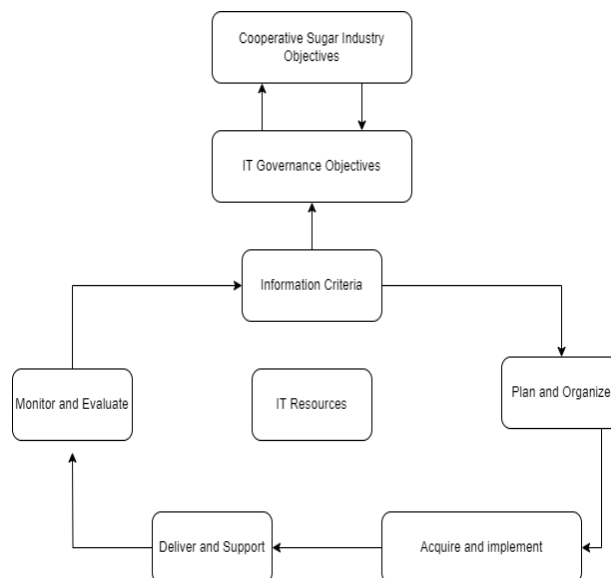 Cooperative Sugar Industry
Objectives
IT Governance Objectives
Information Criteria
Monitor and Evaluate
IT Resources
Plan and Organize
Deliver and Support
Acquire and implement